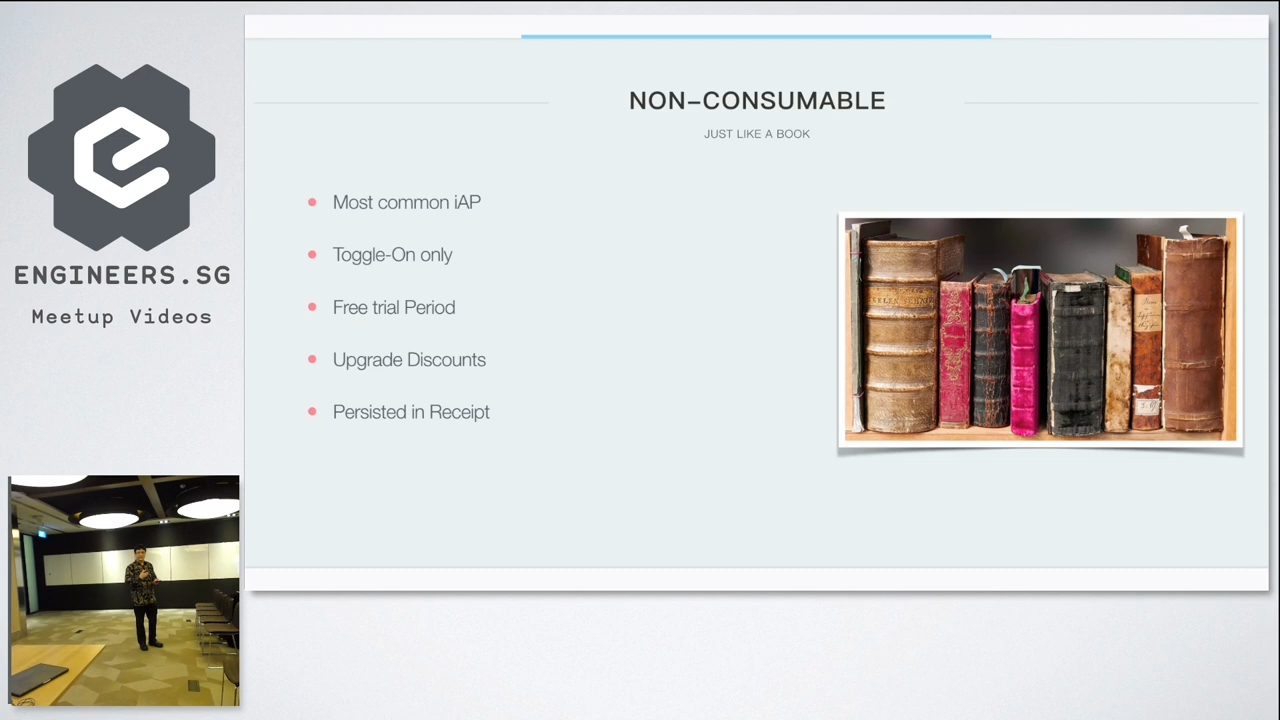 ENGINEERS.SG
Meetup Videos
NON–CONSUMABLE
JUST LIKE A BOOK
Most common iAP
Toggle-On only
Free trial Period
Upgrade Discounts
Persisted in Receipt